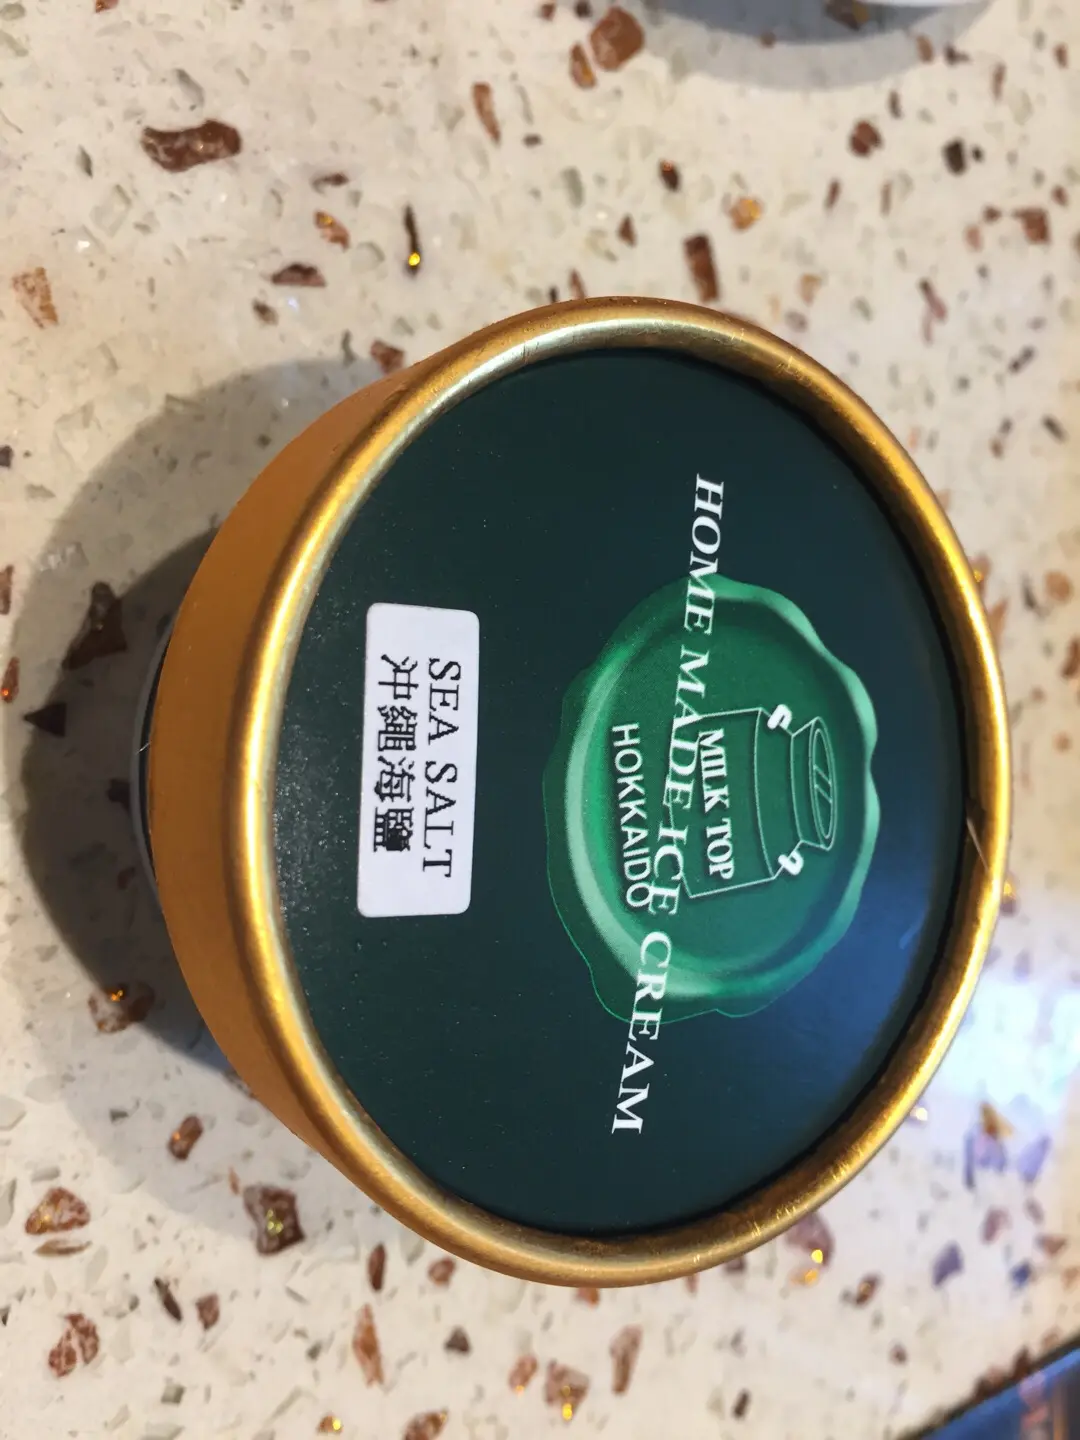 MILK TOP
HOME MADE ICE CREAM
HOKKAIDO
SEA SALT
沖繩海鹽